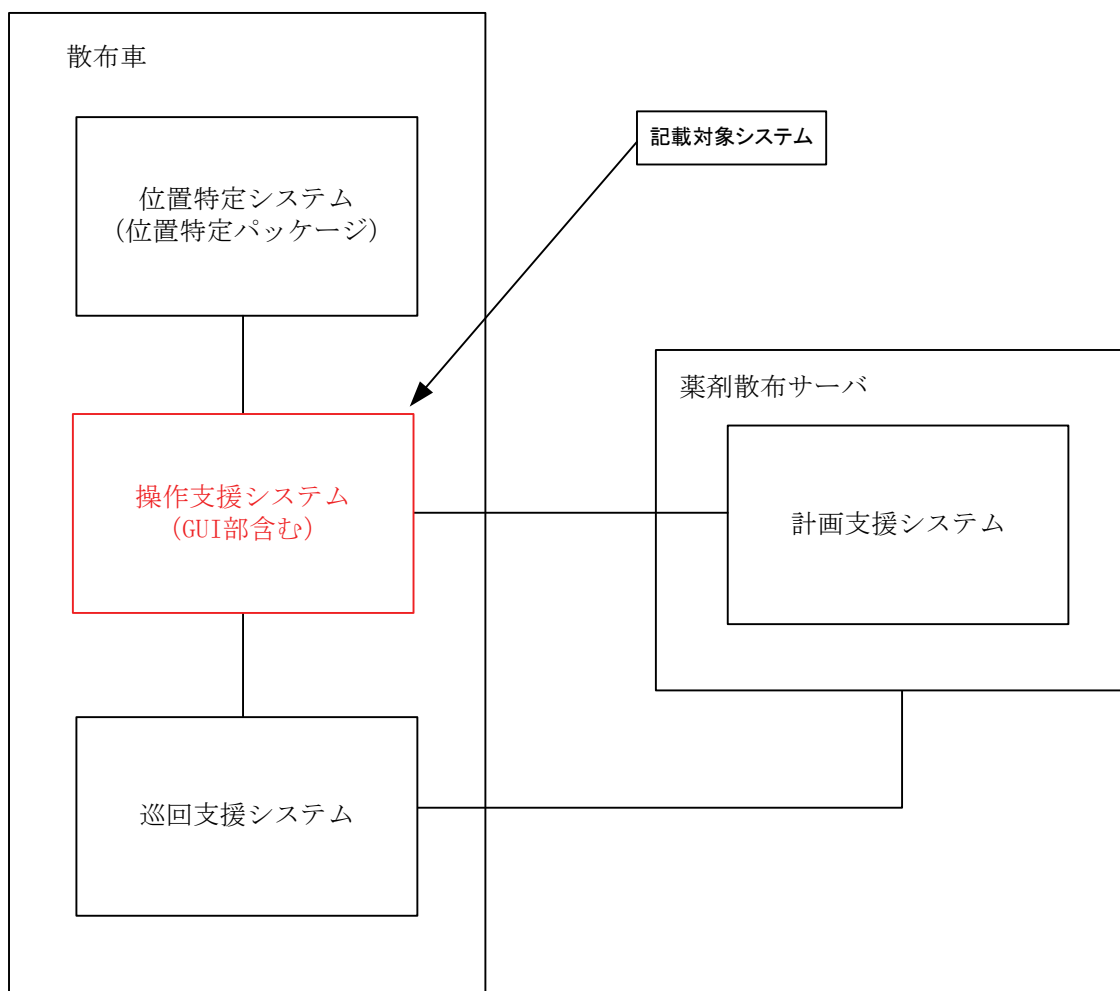 散布車
位置特定システム
(位置特定パッケージ)
記載対象システム
操作支援システム
(GUI部含む)
薬剤散布サーバ
計画支援システム
巡回支援システム